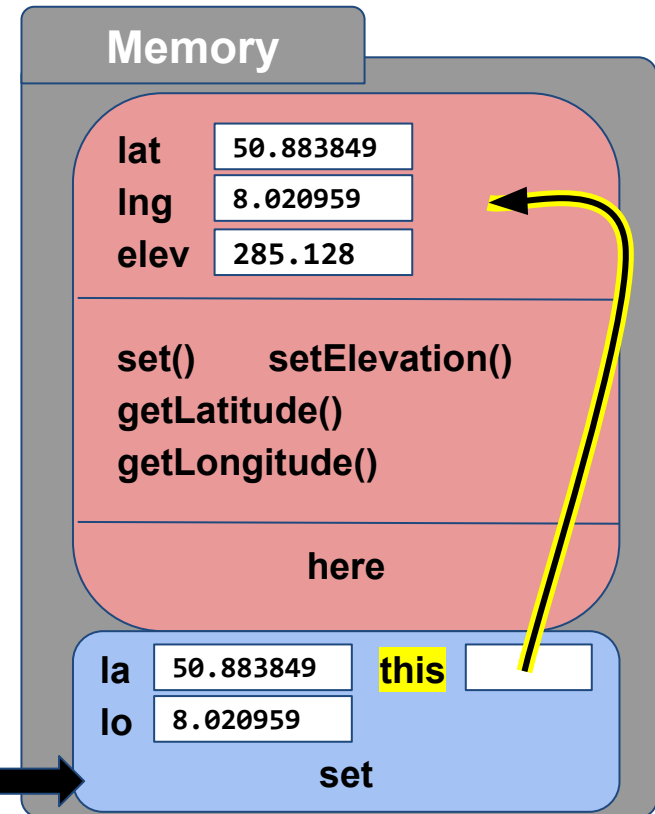 Memory
lat 50.883849
lng 8.020959
elev 285.128
set() setElevation()
getLatitude()
getLongitude()
here
la 50.883849 this
lo 8.020959
set